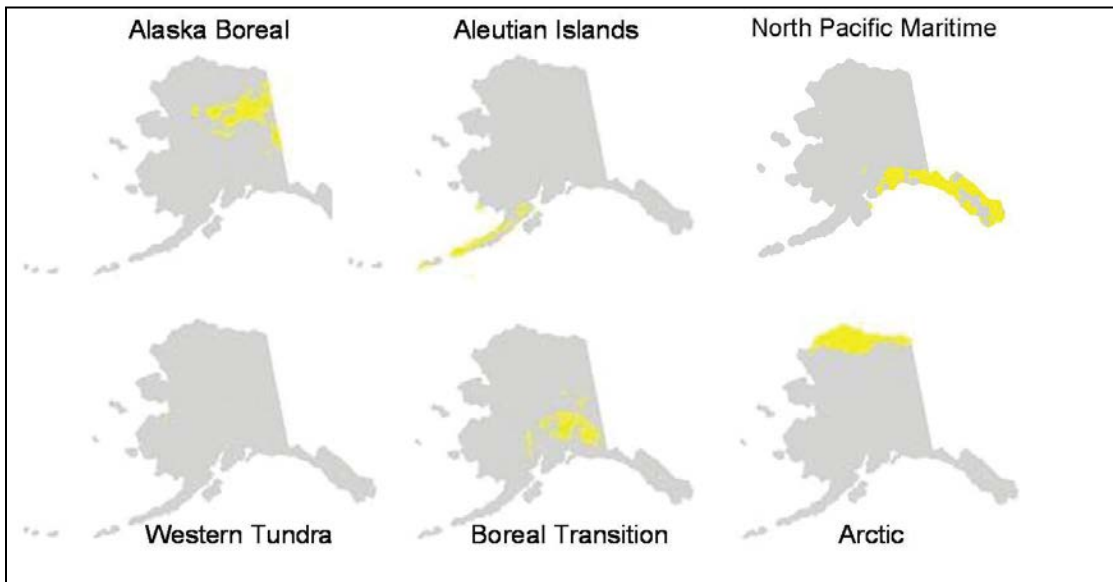 Alaska Boreal
Aleutian Islands
North Pacific Maritime
Western Tundra
Boreal Transition
Arctic